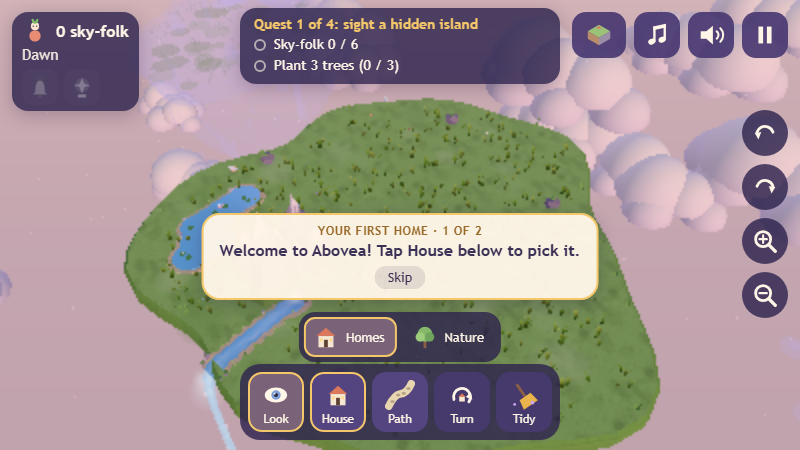 0 sky-folk
Dawn
Quest 1 of 4: sight a hidden island
Sky-folk 0 / 6
Plant 3 trees (0 / 3)
YOUR FIRST HOME · 1 OF 2
Welcome to Abovea! Tap House below to pick it.
Skip
Homes
Nature
Look
House
Path
Turn
Tidy